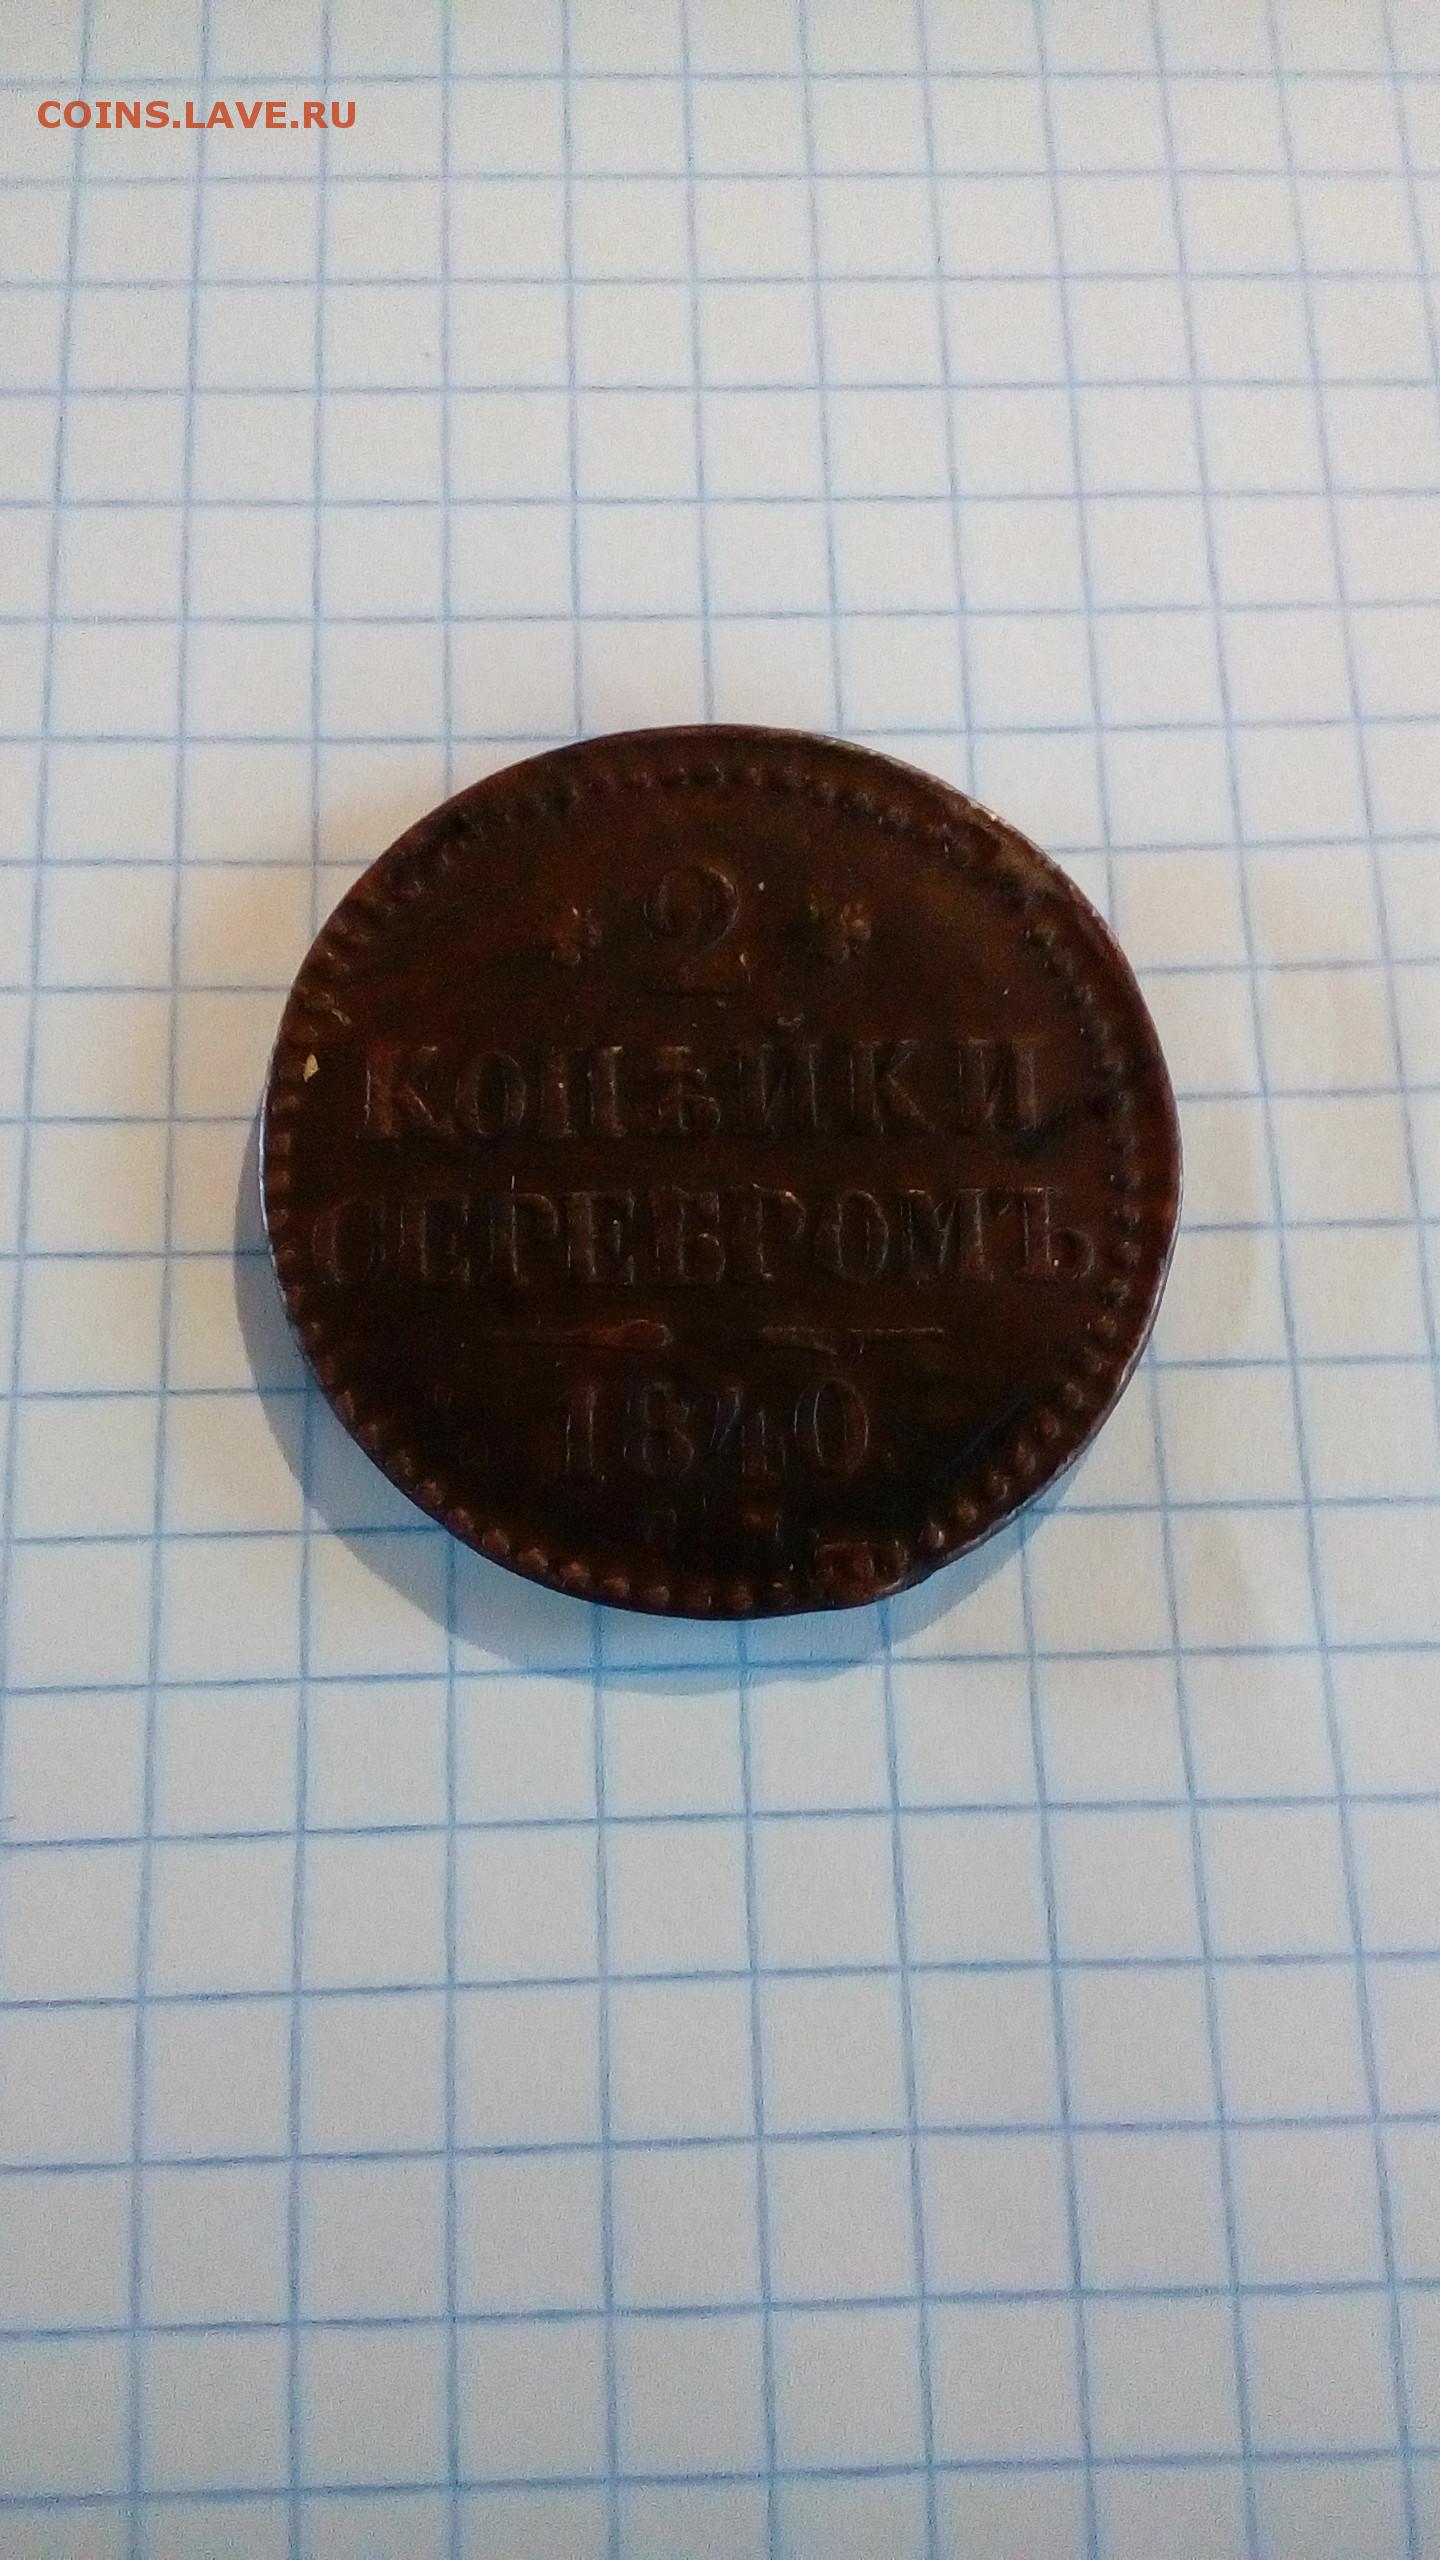 COINS.LAVE.RU
* 2 *
КОПѢЙКИ
СЕРЕБРОМЪ
1840